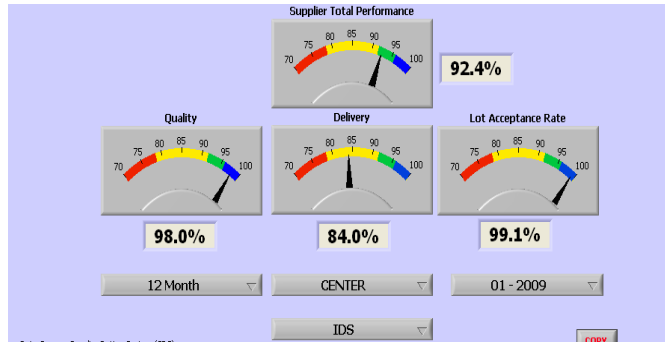 Supplier Total Performance
70 75 80 85 90 95 100
92.4%
Quality Delivery Lot Acceptance Rate
70 75 80 85 90 95 100 70 75 80 85 90 95 100 70 75 80 85 90 95 100
98.0% 84.0% 99.1%
12 Month CENTER 01 - 2009
IDS
COPY